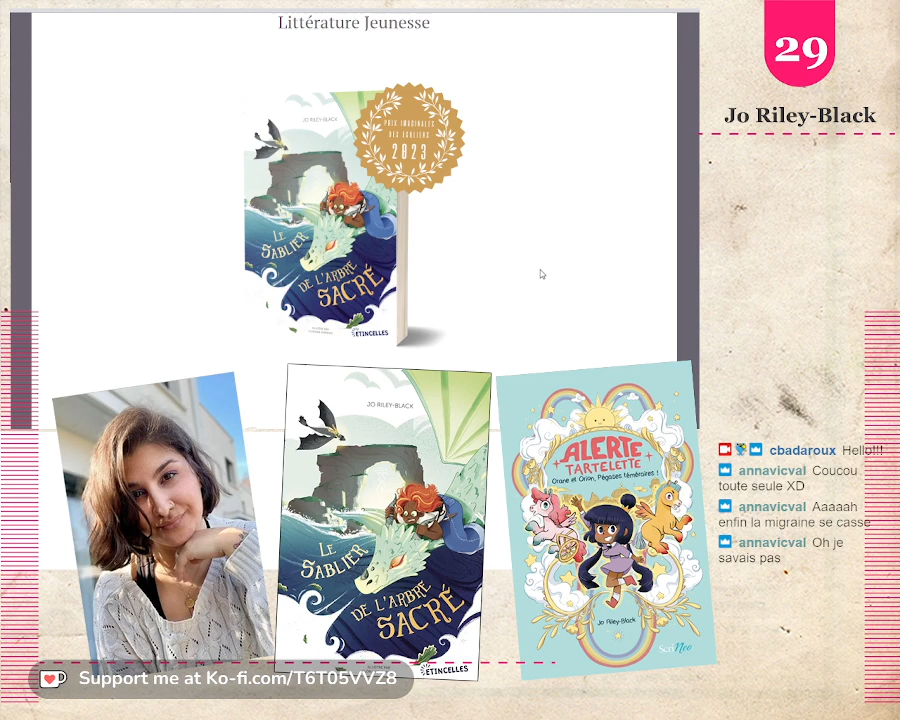 Littérature Jeunesse
29
Jo Riley-Black
JO RILEY-BLACK
PRIX IMAGINALES
DES ÉCOLIERS
2023
LE
SABLIER
DE L'ARBRE
SACRÉ
ÉTINCELLES
JO RILEY-BLACK
LE
SABLIER
DE L'ARBRE
SACRÉ
ÉTINCELLES
ALERTE
TARTELETTE
Orane et Orion, Pégases téméraires !
Jo Riley-Black
ScriNeo
cbadaroux Hello!!!
annavicval Coucou
toute seule XD
annavicval Aaaaah
enfin la migraine se casse
annavicval Oh je
savais pas
Support me at Ko-fi.com/T6T05VVZ8